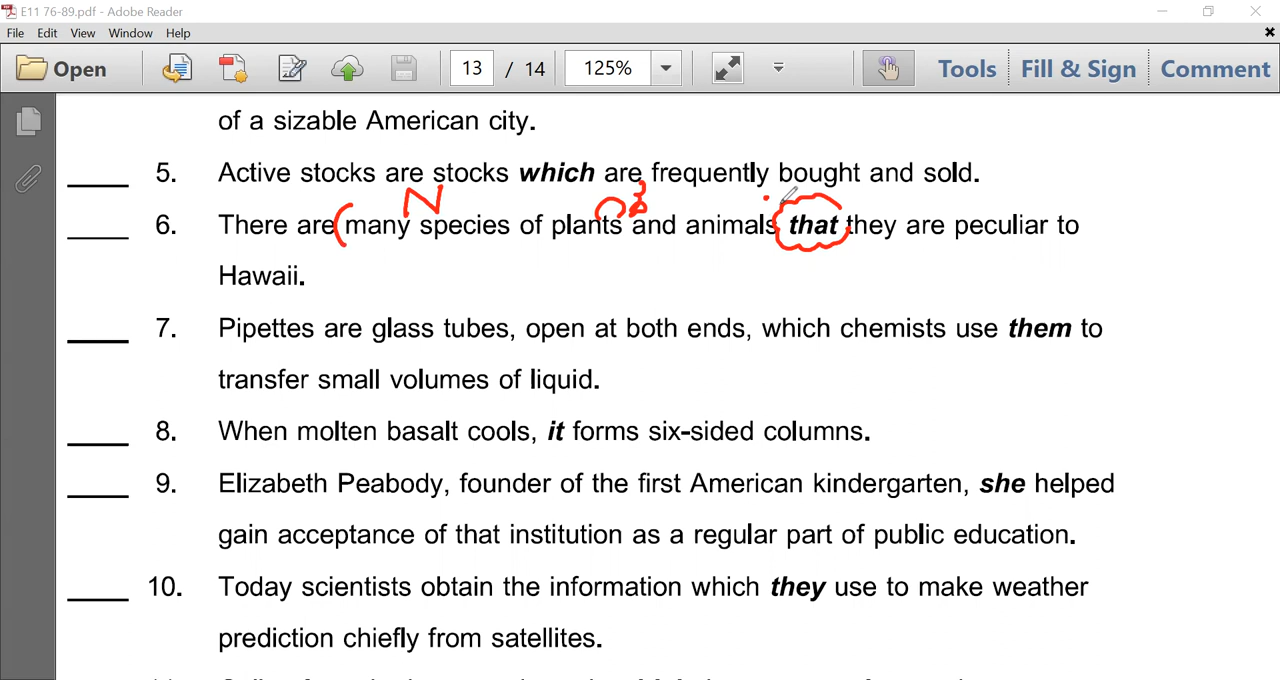 E11 76-89.pdf - Adobe Reader
File Edit View Window Help
Open 13 / 14 125% Tools Fill & Sign Comment
of a sizable American city.
5. Active stocks are stocks which are frequently bought and sold.
N
6. There are many species of plants and animals that they are peculiar to
Hawaii.
7. Pipettes are glass tubes, open at both ends, which chemists use them to
transfer small volumes of liquid.
8. When molten basalt cools, it forms six-sided columns.
9. Elizabeth Peabody, founder of the first American kindergarten, she helped
gain acceptance of that institution as a regular part of public education.
10. Today scientists obtain the information which they use to make weather
prediction chiefly from satellites.